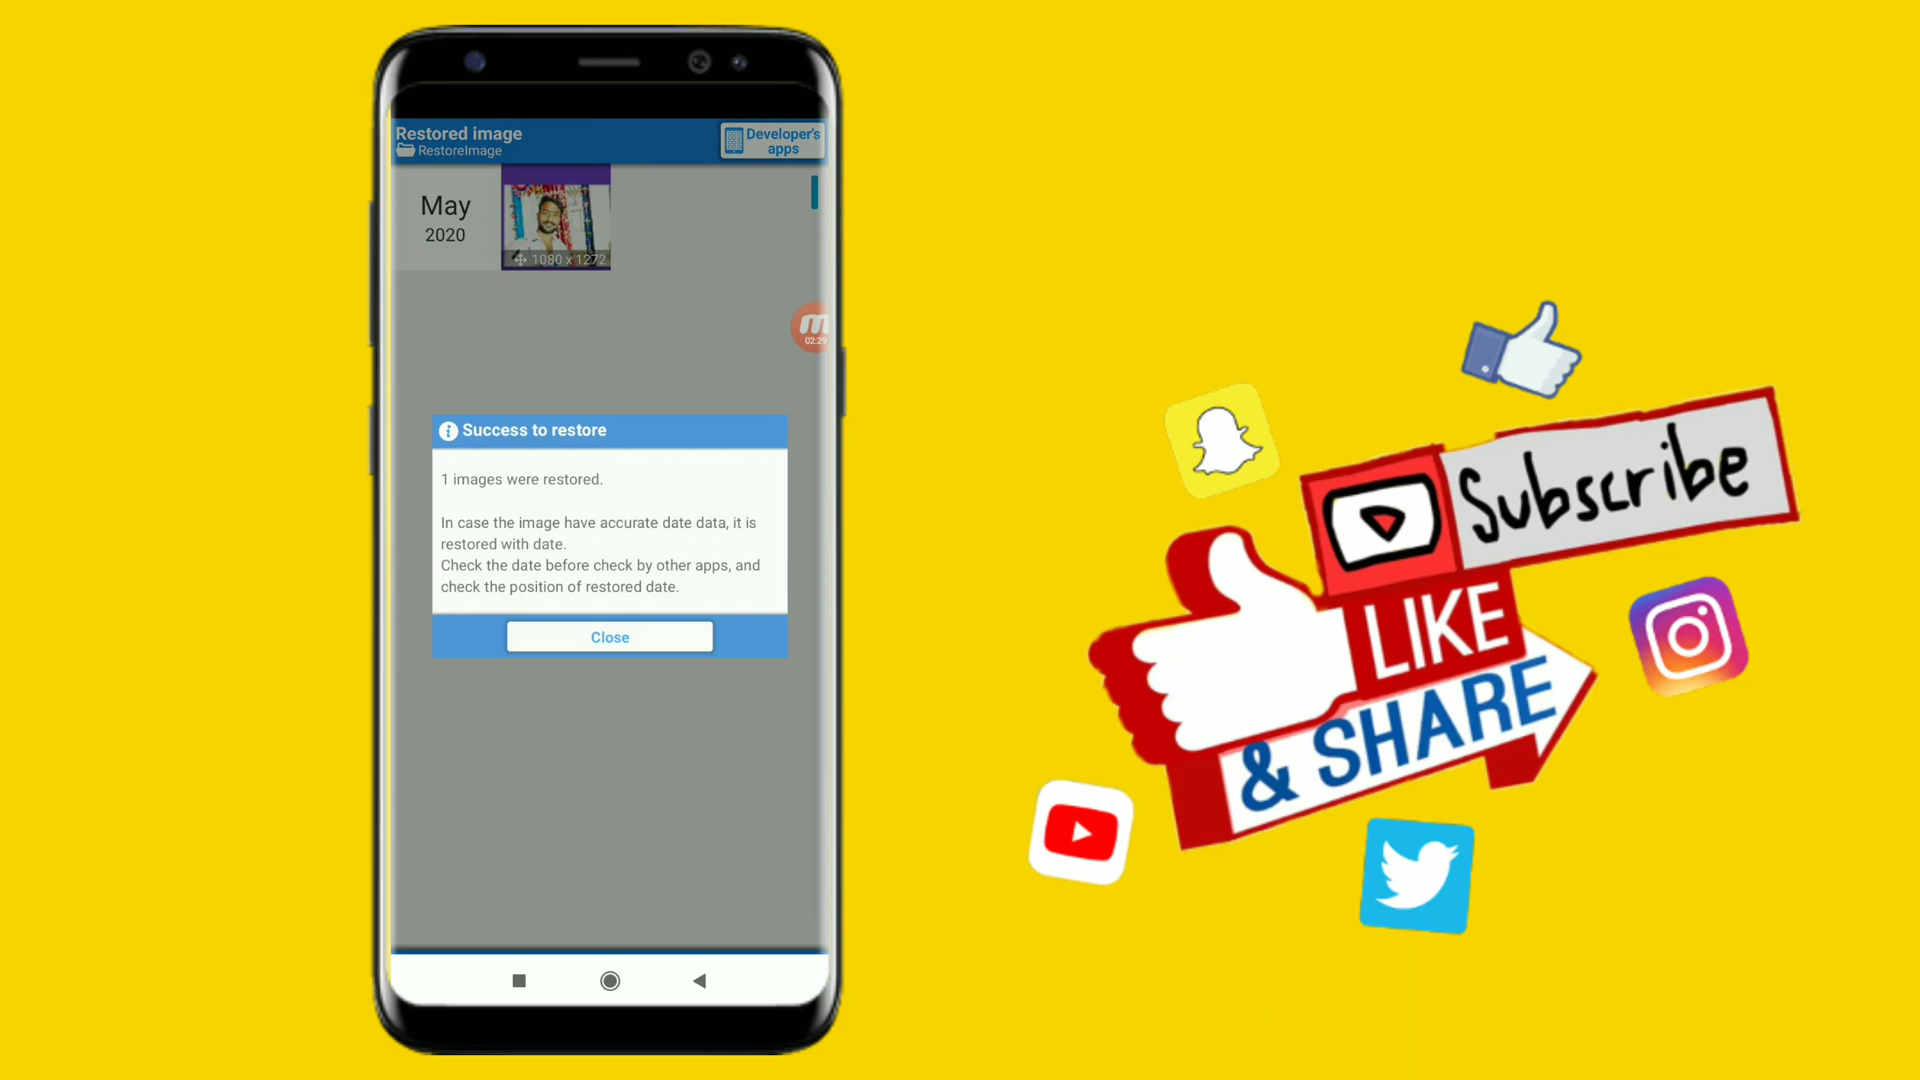 Restored image
RestoreImage
Developer's
apps
May
2020
1080 x 1272
m
02:29
Success to restore
1 images were restored.
In case the image have accurate date data, it is
restored with date.
Check the date before check by other apps, and
check the position of restored date.
Close
Subscribe
LIKE
& SHARE